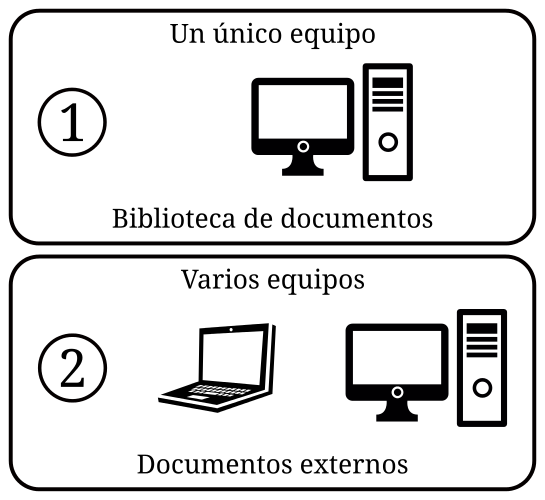 Un único equipo
1
Biblioteca de documentos
Varios equipos
2
Documentos externos